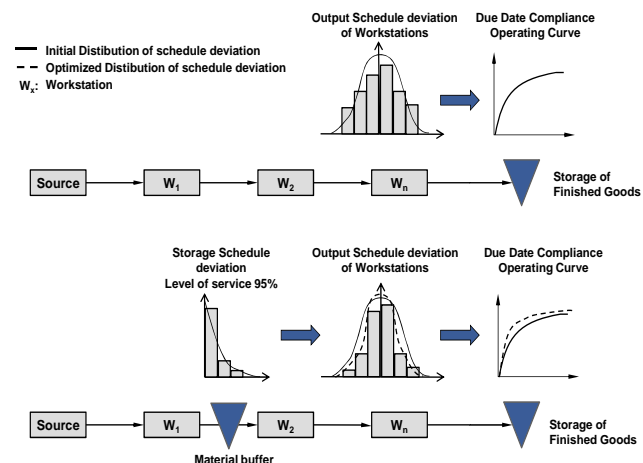 Output Schedule deviation
of Workstations
Due Date Compliance
Operating Curve
Initial Distibution of schedule deviation
Optimized Distibution of schedule deviation
Wx: Workstation
Source
W1
W2
Wn
Storage of
Finished Goods
Storage Schedule
deviation
Level of service 95%
Output Schedule deviation
of Workstations
Due Date Compliance
Operating Curve
Source
W1
W2
Wn
Storage of
Finished Goods
Material buffer